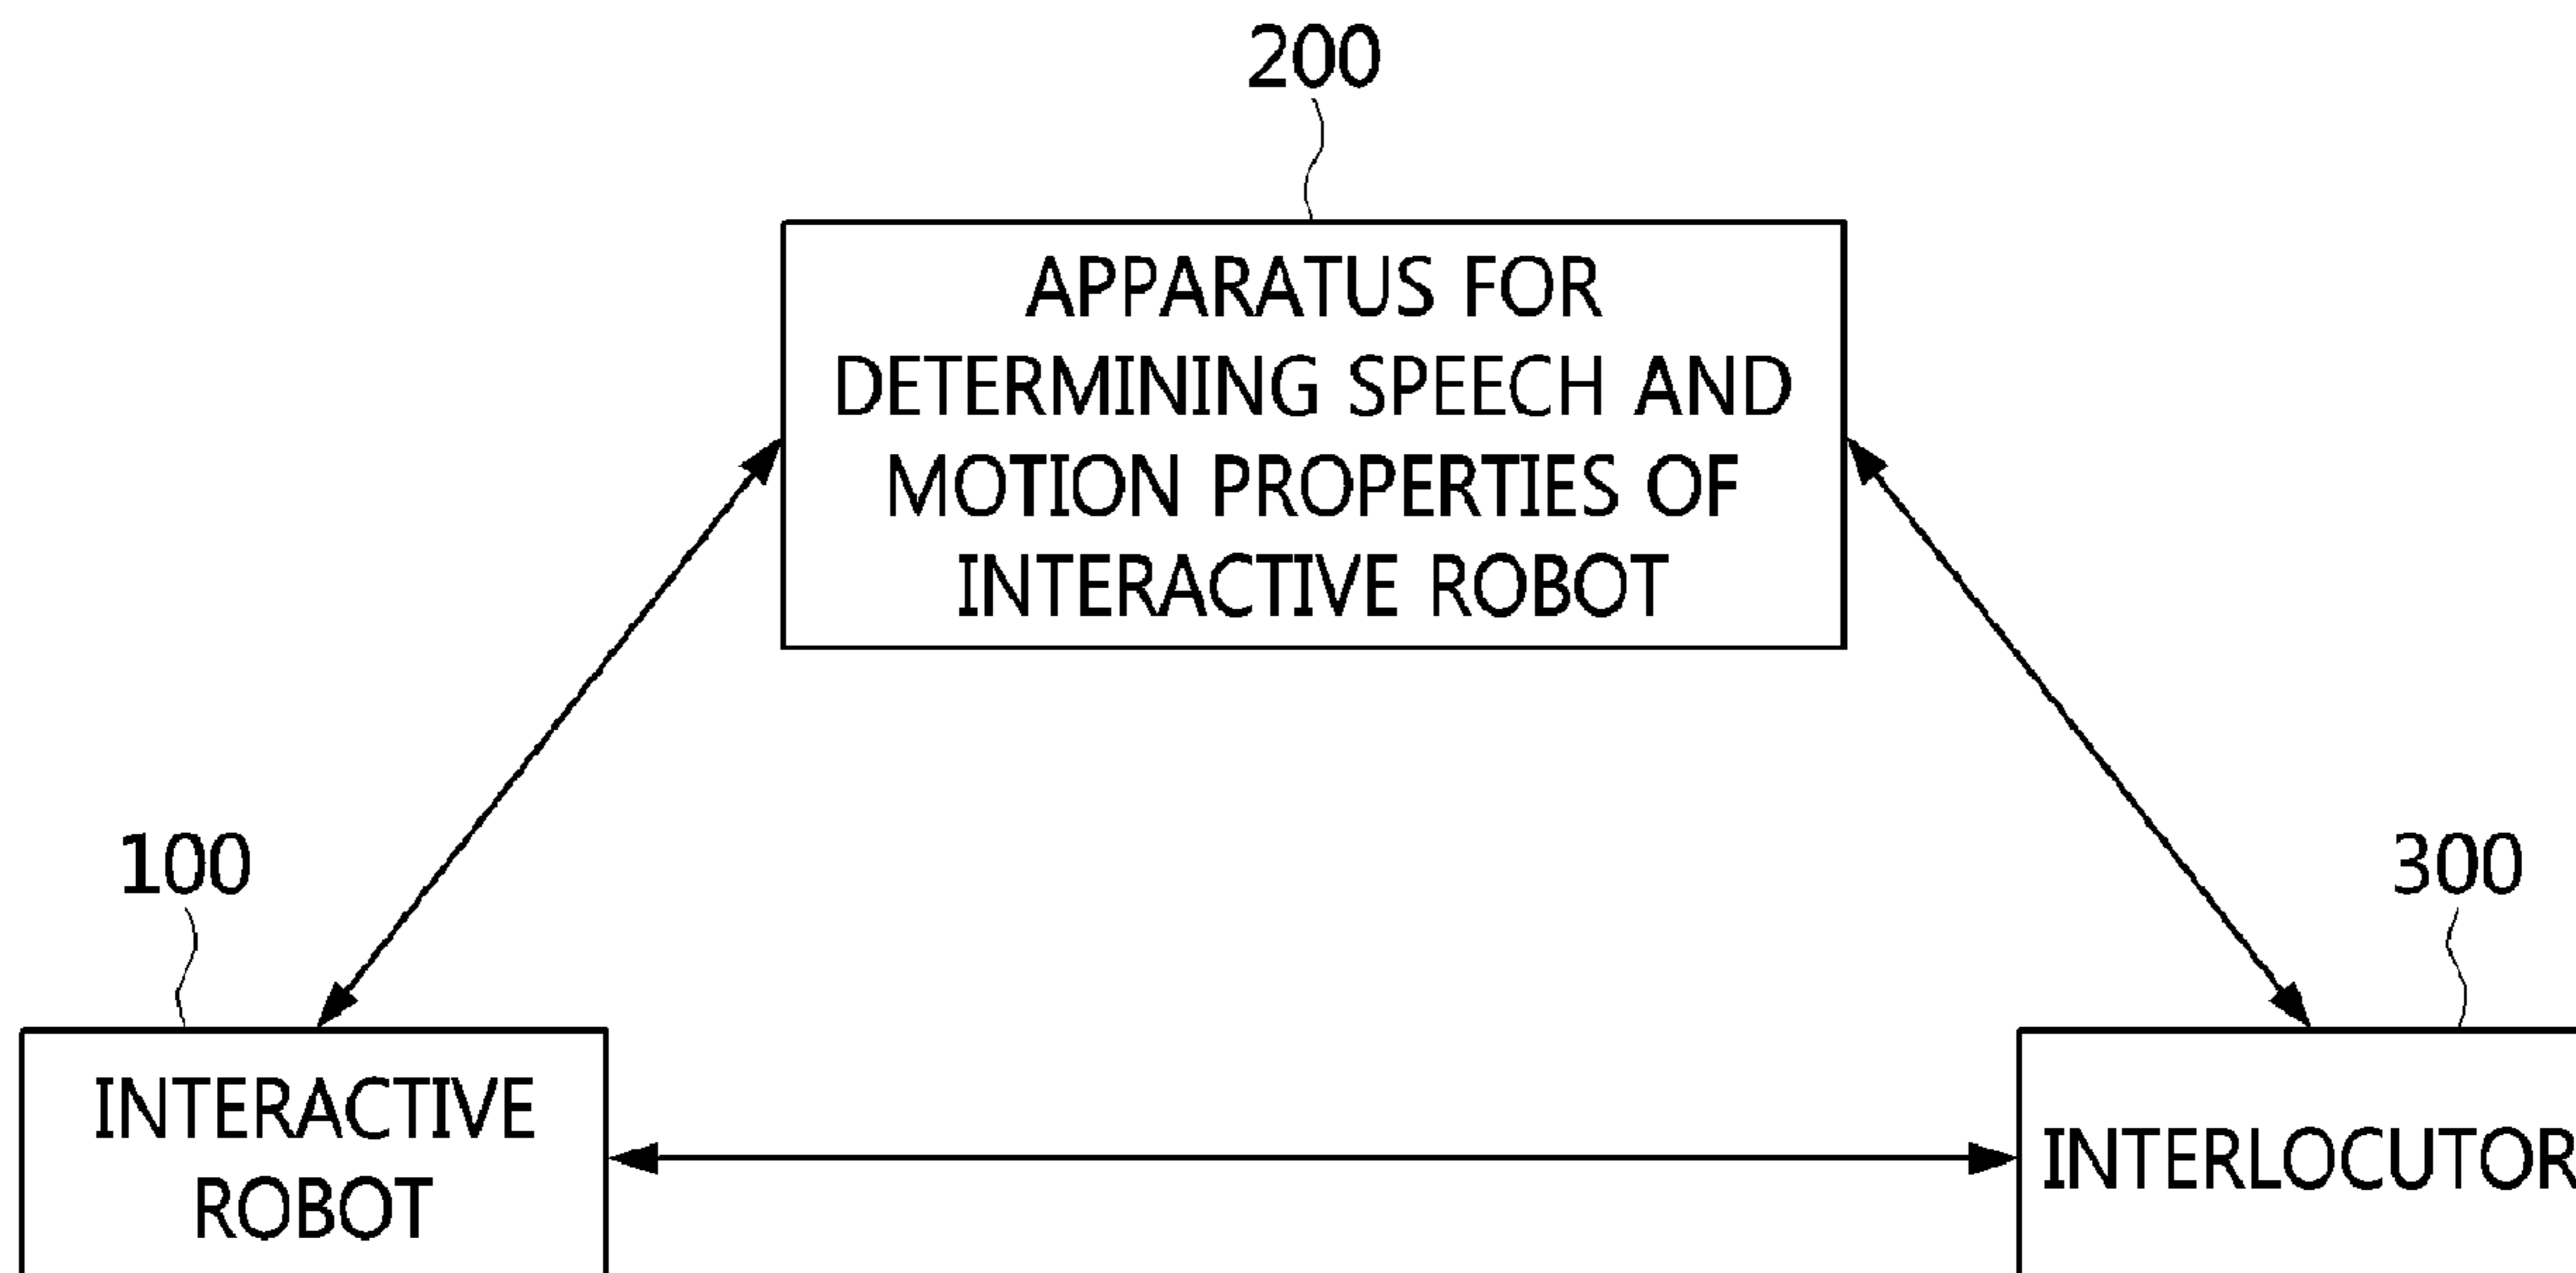 200
APPARATUS FOR
DETERMINING SPEECH AND
MOTION PROPERTIES OF
INTERACTIVE ROBOT
100
300
INTERACTIVE
ROBOT
INTERLOCUTOR